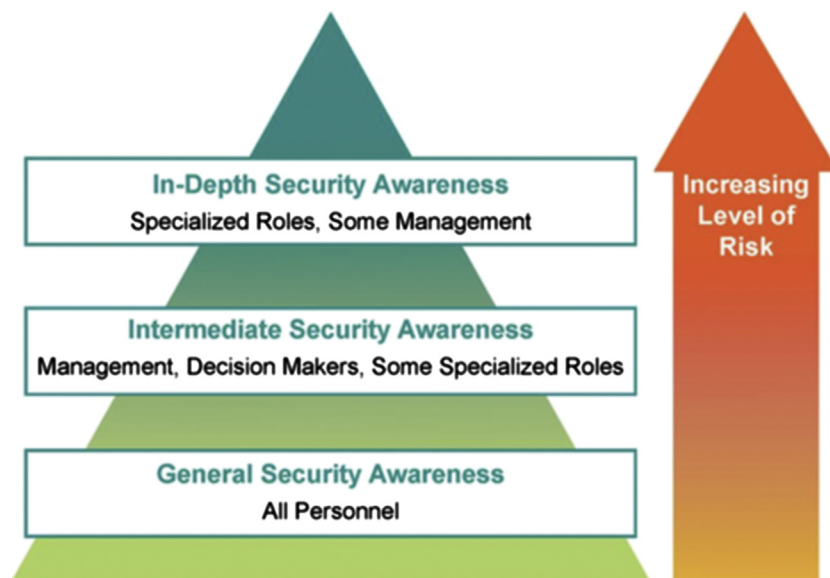 In-Depth Security Awareness
Specialized Roles, Some Management
Intermediate Security Awareness
Management, Decision Makers, Some Specialized Roles
General Security Awareness
All Personnel
Increasing
Level of
Risk